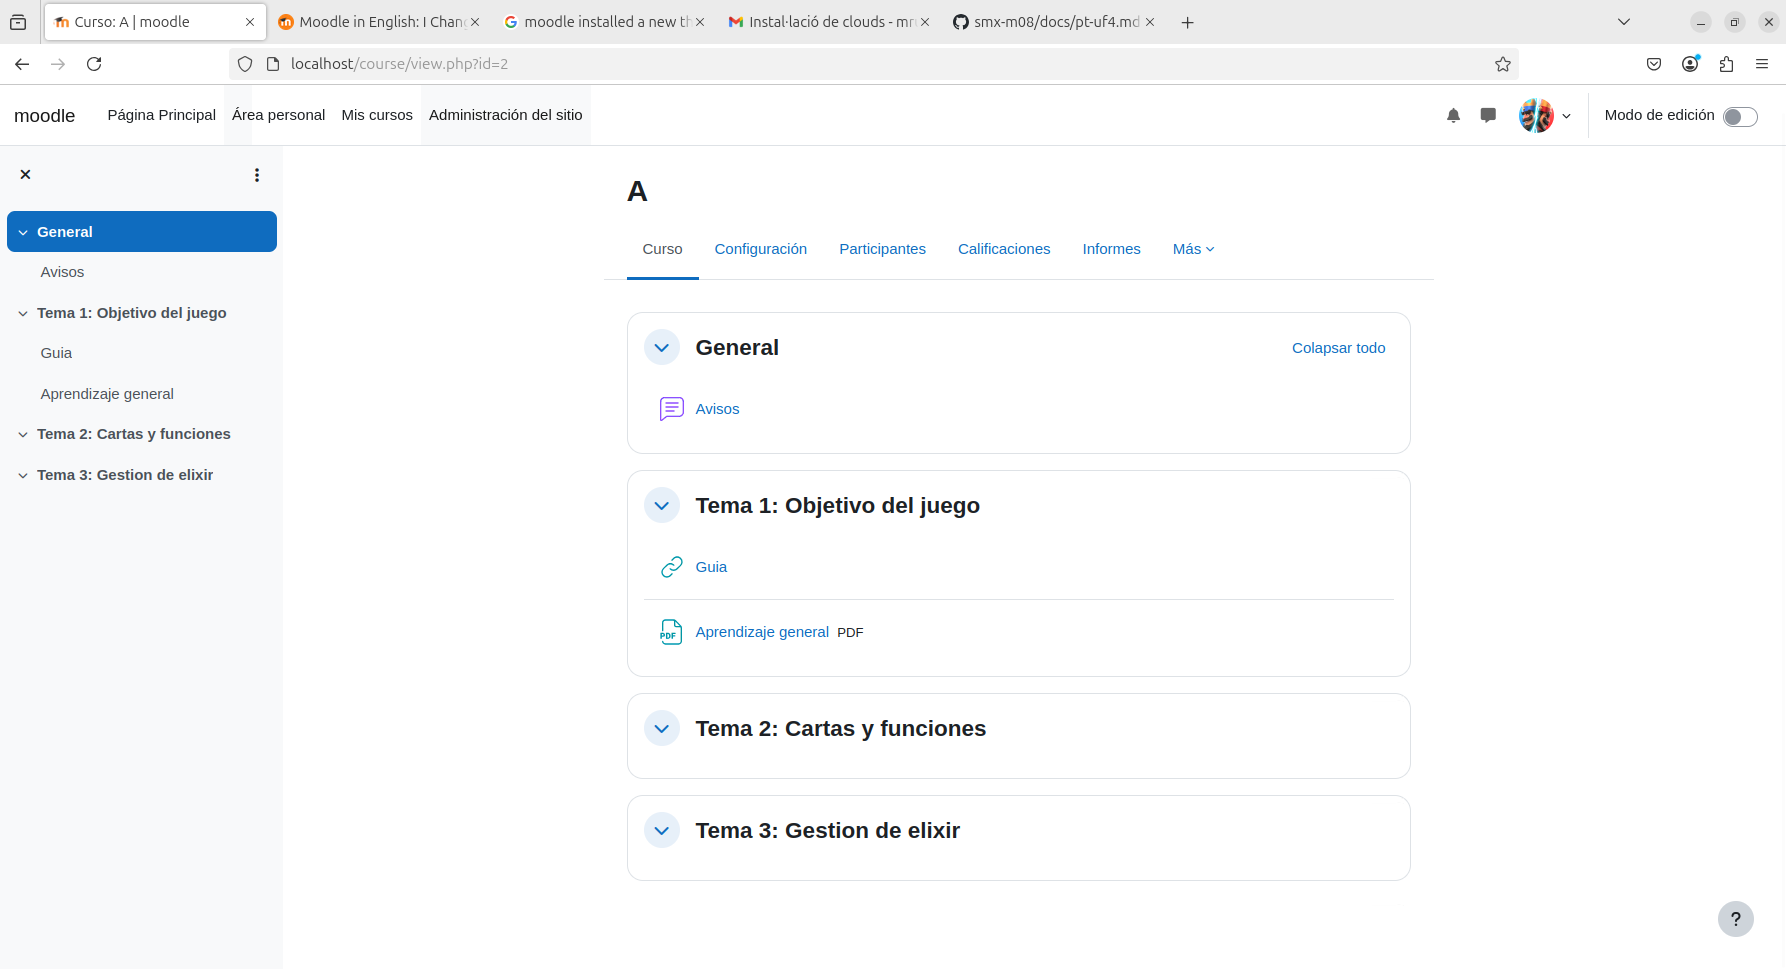 Curso: A | moodle
Moodle in English: I Chan
moodle installed a new th
Instal·lació de clouds - mr
smx-m08/docs/pt-uf4.md
localhost/course/view.php?id=2
moodle
Página Principal
Área personal
Mis cursos
Administración del sitio
Modo de edición
General
Avisos
Tema 1: Objetivo del juego
Guia
Aprendizaje general
Tema 2: Cartas y funciones
Tema 3: Gestion de elixir
A
Curso
Configuración
Participantes
Calificaciones
Informes
Más
General
Colapsar todo
Avisos
Tema 1: Objetivo del juego
Guia
PDF
Aprendizaje general PDF
Tema 2: Cartas y funciones
Tema 3: Gestion de elixir
?